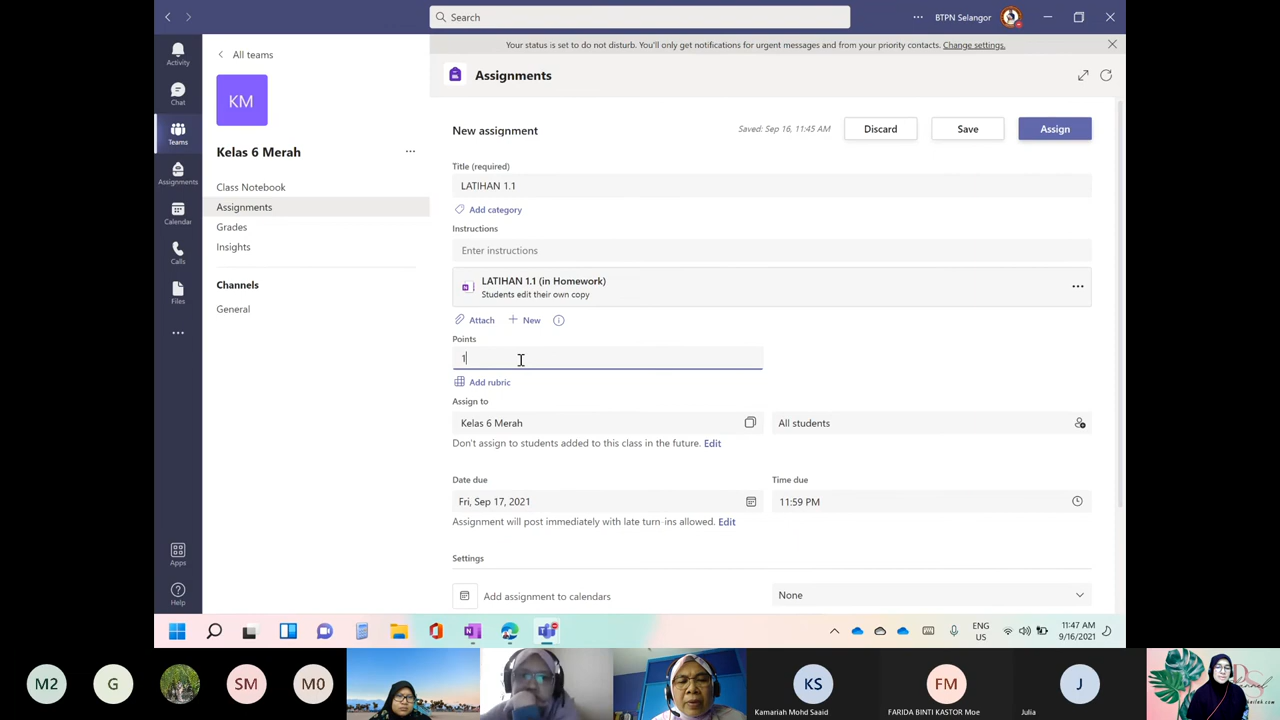 Search
BTPN Selangor
Your status is set to do not disturb. You'll only get notifications for urgent messages and from your priority contacts. Change settings.
Activity
Chat
Teams
Assignments
Calendar
Calls
Files
Apps
Help
All teams
KM
Kelas 6 Merah
Class Notebook
Assignments
Grades
Insights
Channels
General
Assignments
New assignment
Saved: Sep 16, 11:45 AM
Discard
Save
Assign
Title (required)
LATIHAN 1.1
Add category
Instructions
Enter instructions
LATIHAN 1.1 (in Homework)
Students edit their own copy
Attach
New
Points
1
Add rubric
Assign to
Kelas 6 Merah
All students
Don't assign to students added to this class in the future. Edit
Date due
Time due
Fri, Sep 17, 2021
11:59 PM
Assignment will post immediately with late turn-ins allowed. Edit
Settings
Add assignment to calendars
None
ENG
US
11:47 AM
9/16/2021
M2
G
SM
M0
KS
Kamariah Mohd Saaid
FM
FARIDA BINTI KASTOR Moe
J
Julia